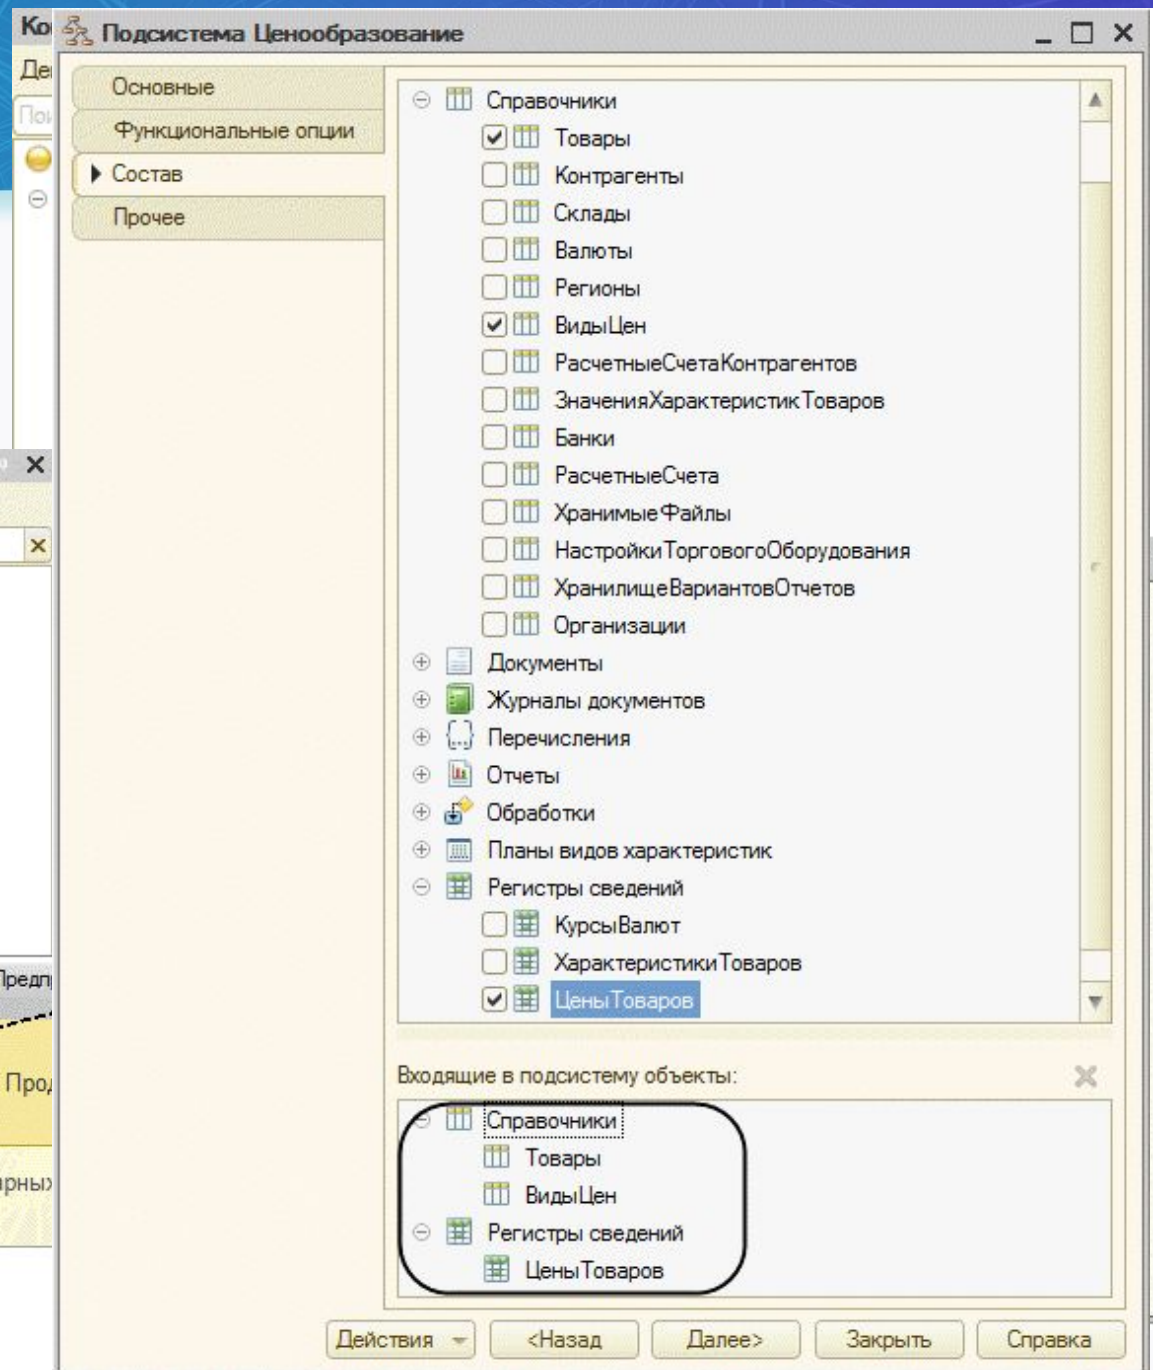 Подсистема Ценообразование
Основные
Функциональные опции
Состав
Прочее
Справочники
Товары
Контрагенты
Склады
Валюты
Регионы
ВидыЦен
РасчетныеСчетаКонтрагентов
ЗначенияХарактеристикТоваров
Банки
РасчетныеСчета
ХранимыеФайлы
НастройкиТорговогоОборудования
ХранилищеВариантовОтчетов
Организации
Документы
Журналы документов
Перечисления
Отчеты
Обработки
Планы видов характеристик
Регистры сведений
КурсыВалют
ХарактеристикиТоваров
ЦеныТоваров
Входящие в подсистему объекты:
Справочники
Товары
ВидыЦен
Регистры сведений
ЦеныТоваров
Действия
<Назад
Далее>
Закрыть
Справка